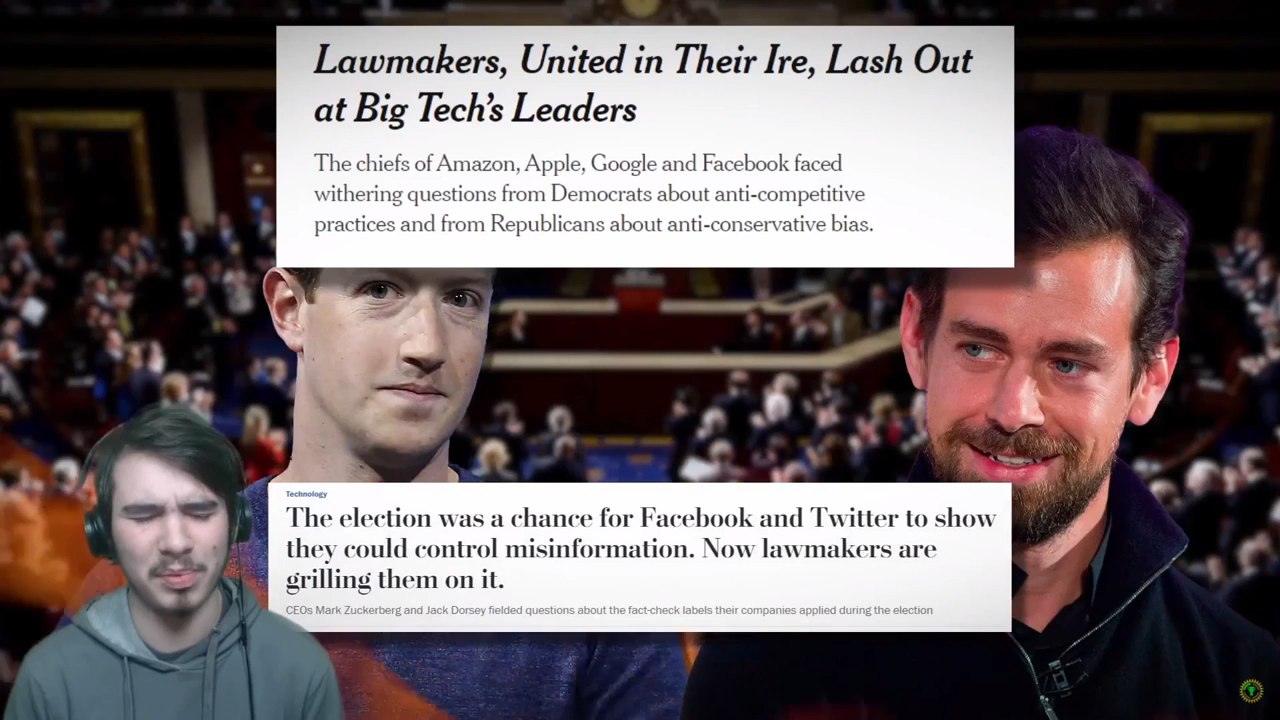 Lawmakers, United in Their Ire, Lash Out
at Big Tech's Leaders
The chiefs of Amazon, Apple, Google and Facebook faced
withering questions from Democrats about anti-competitive
practices and from Republicans about anti-conservative bias.
Technology
The election was a chance for Facebook and Twitter to show
they could control misinformation. Now lawmakers are
grilling them on it.
CEOs Mark Zuckerberg and Jack Dorsey fielded questions about the fact-check labels their companies applied during the election